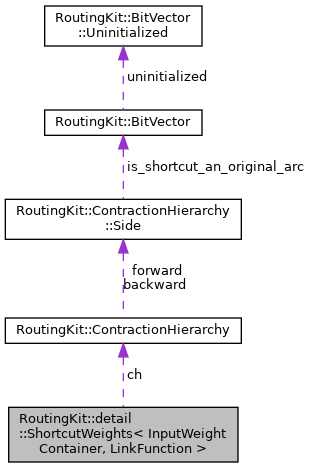 RoutingKit::BitVector
::Uninitialized
uninitialized
RoutingKit::BitVector
is_shortcut_an_original_arc
RoutingKit::ContractionHierarchy
::Side
forward
backward
RoutingKit::ContractionHierarchy
ch
RoutingKit::detail
::ShortcutWeights< InputWeight
Container, LinkFunction >